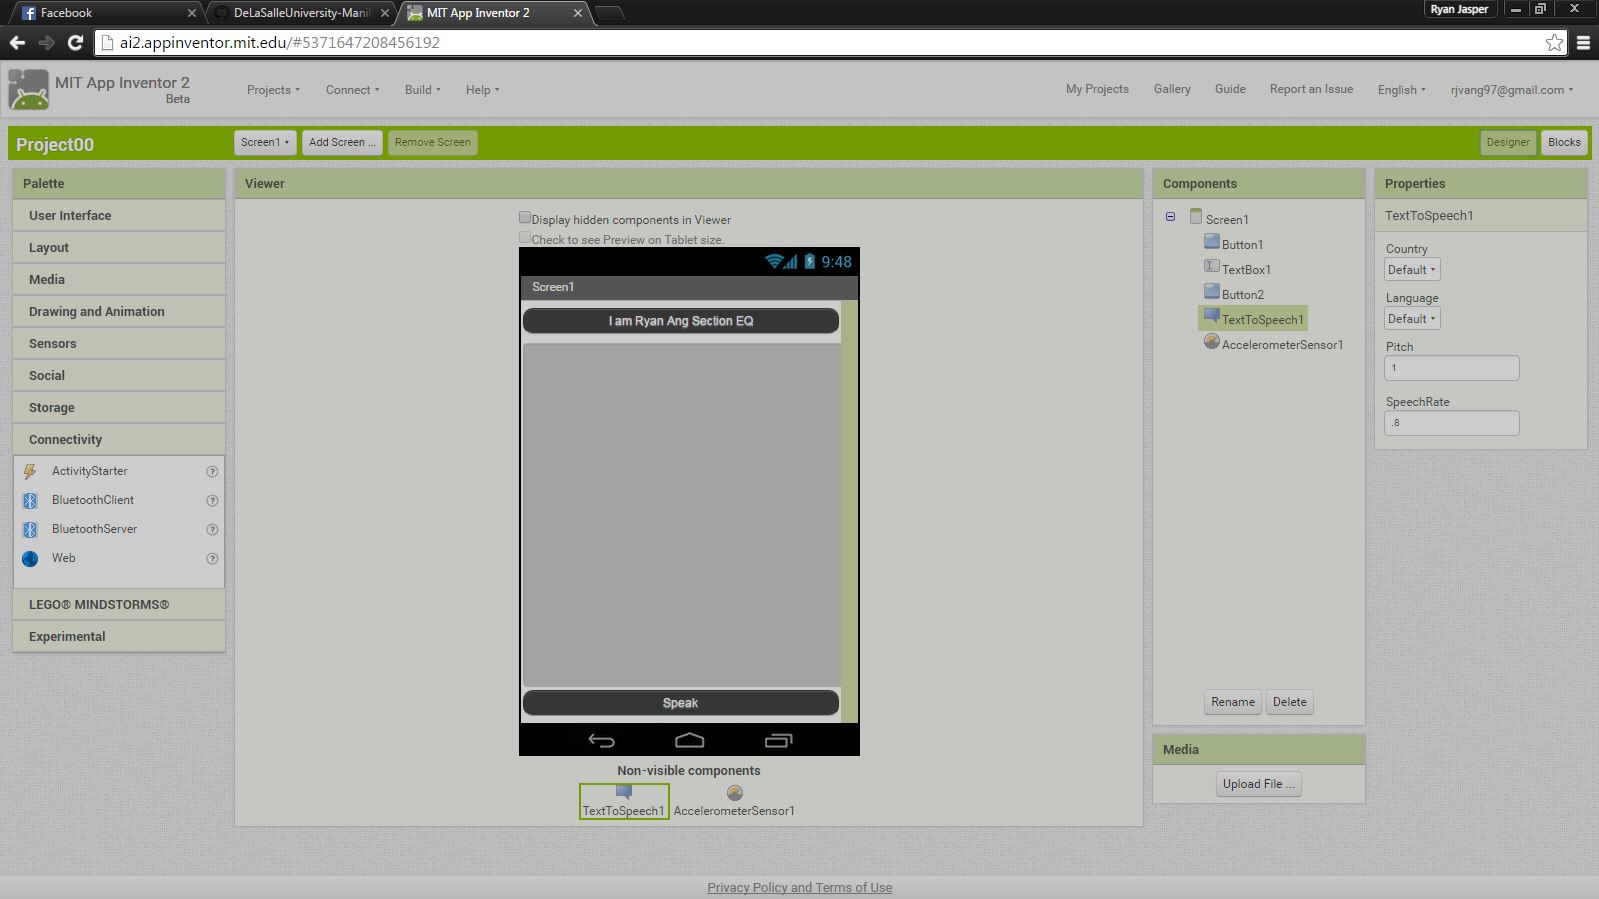 Facebook
DeLaSalleUniversity-Manil
MIT App Inventor 2
Ryan Jasper
ai2.appinventor.mit.edu/#5371647208456192
MIT App Inventor 2
Beta
Projects
Connect
Build
Help
My Projects
Gallery
Guide
Report an Issue
English
rjvang97@gmail.com
Project00
Screen1
Add Screen ...
Remove Screen
Designer
Blocks
Palette
User Interface
Layout
Media
Drawing and Animation
Sensors
Social
Storage
Connectivity
ActivityStarter ?
BluetoothClient ?
BluetoothServer ?
Web ?
LEGO® MINDSTORMS®
Experimental
Viewer
Display hidden components in Viewer
Check to see Preview on Tablet size.
9:48
Screen1
I am Ryan Ang Section EQ
Speak
Non-visible components
TextToSpeech1
AccelerometerSensor1
Components
Screen1
Button1
TextBox1
Button2
TextToSpeech1
AccelerometerSensor1
Rename
Delete
Media
Upload File ...
Properties
TextToSpeech1
Country
Default
Language
Default
Pitch
1
SpeechRate
.8
Privacy Policy and Terms of Use